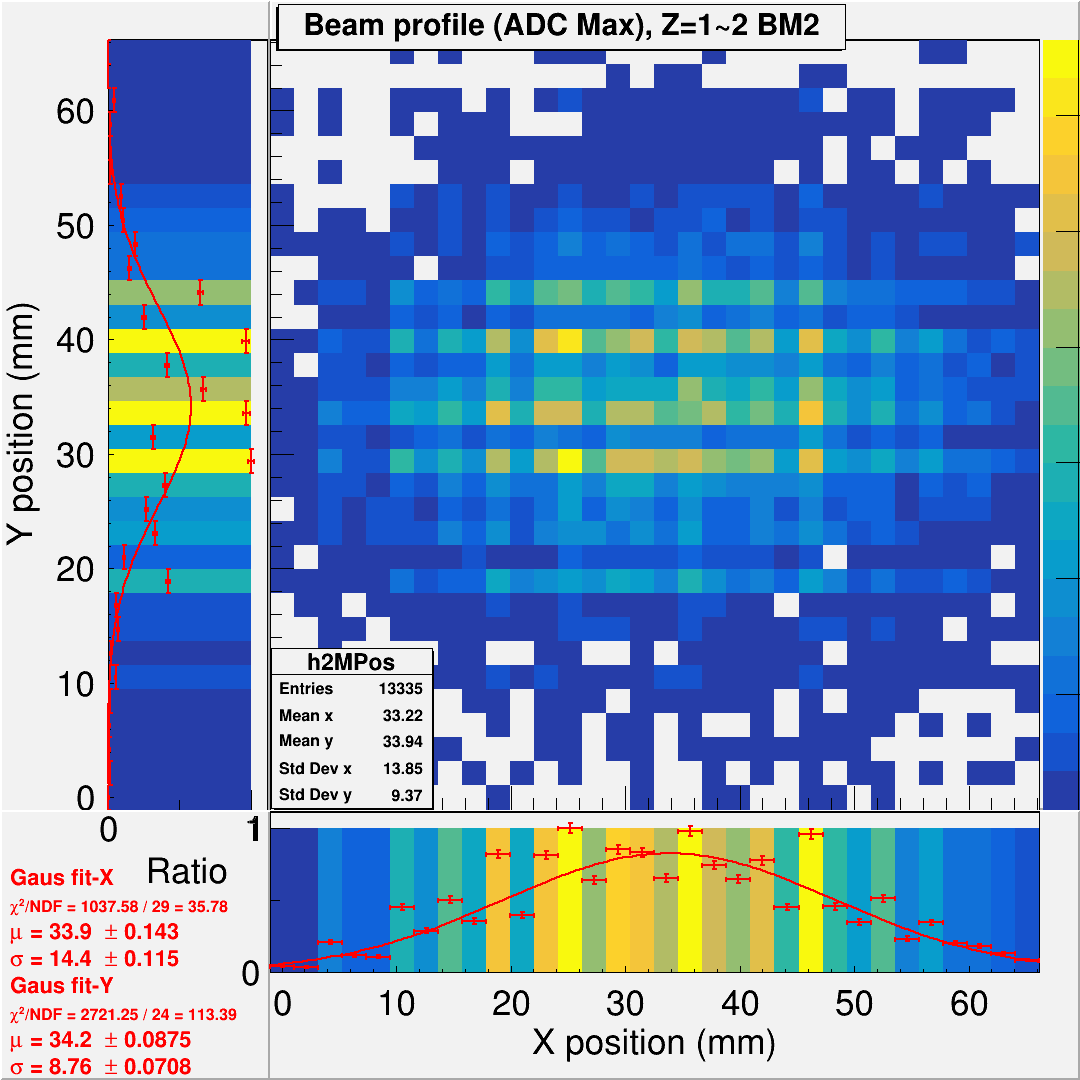 Beam profile (ADC Max), Z=1~2 BM2
60
50
40
30
20
10
0
Y position (mm)
0
1
Ratio
h2MPos
Entries 13335
Mean x 33.22
Mean y 33.94
Std Dev x 13.85
Std Dev y 9.37
1
0
0 10 20 30 40 50 60
X position (mm)
Gaus fit-X
χ²/NDF = 1037.58 / 29 = 35.78
μ = 33.9 ± 0.143
σ = 14.4 ± 0.115
Gaus fit-Y
χ²/NDF = 2721.25 / 24 = 113.39
μ = 34.2 ± 0.0875
σ = 8.76 ± 0.0708